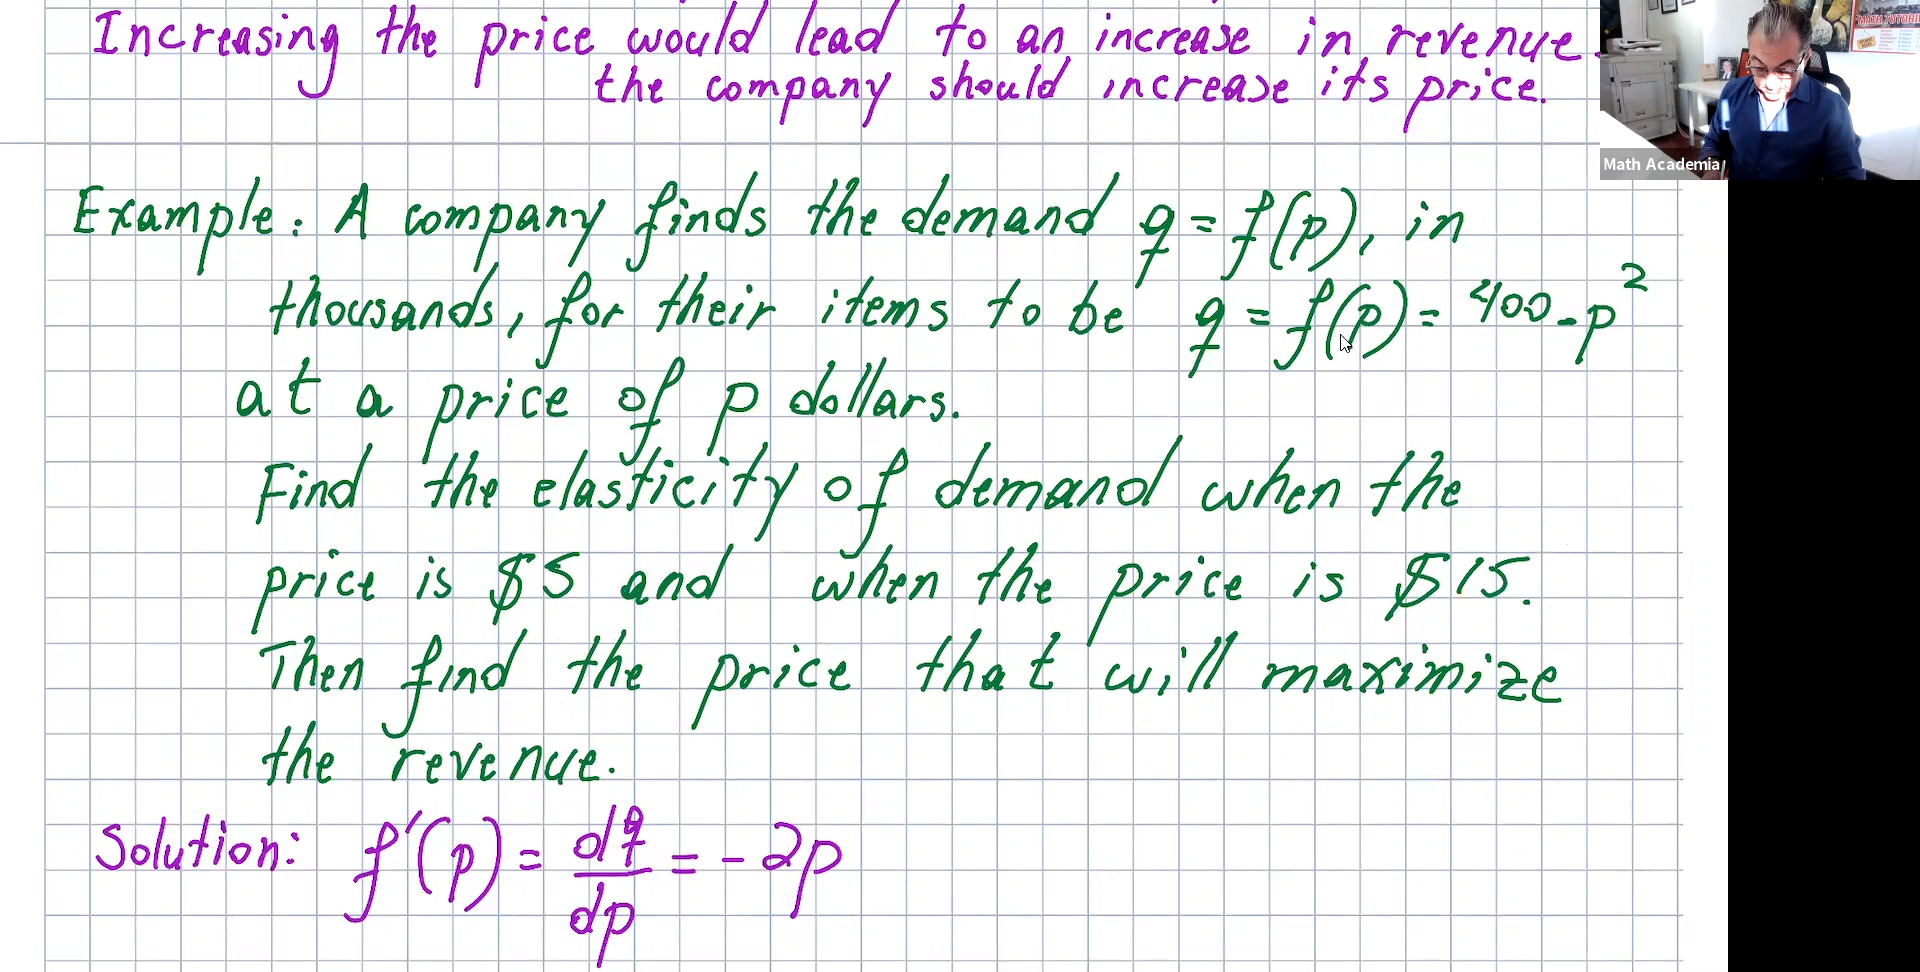 Increasing the price would lead to an increase in revenue.
the company should increase its price.
MATH TUTORI
Math Academia
Example: A company finds the demand q = f(p), in
thousands, for their items to be q = f(p) = 400 - p²
at a price of p dollars.
Find the elasticity of demand when the
price is $5 and when the price is $15.
Then find the price that will maximize
the revenue.
Solution: f'(p) = dq/dp = - 2p